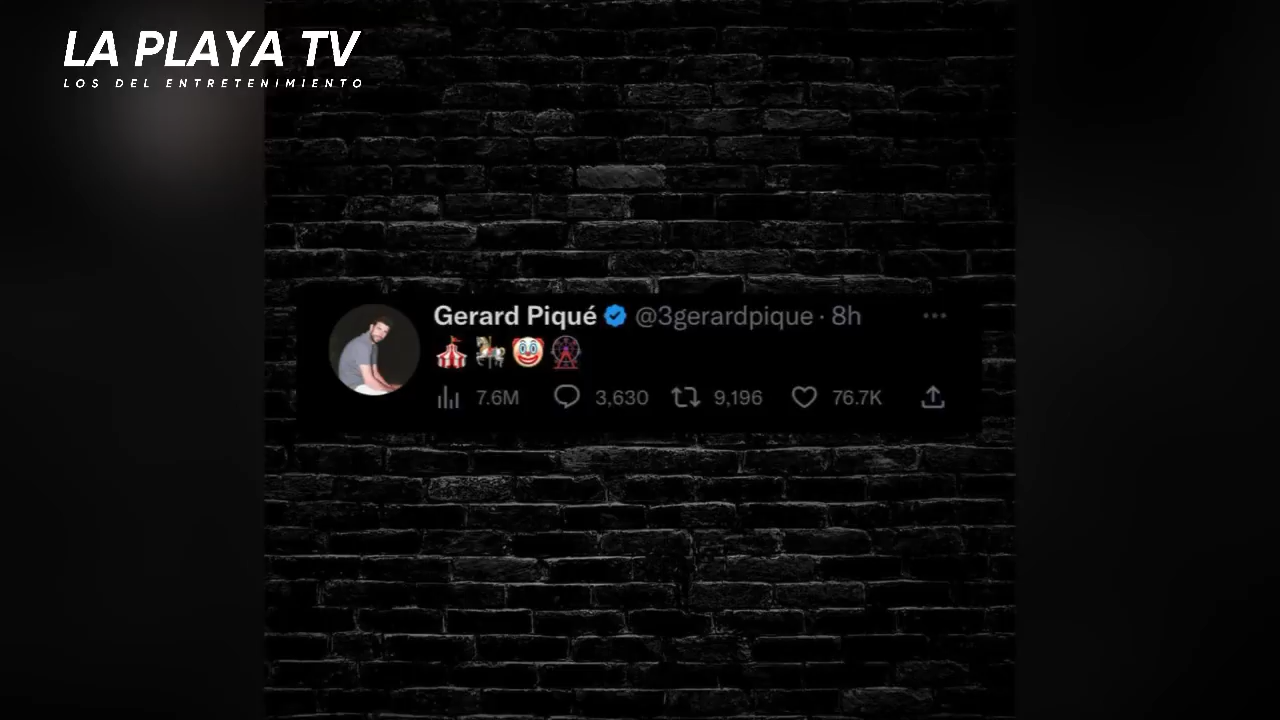 LA PLAYA TV
LOS DEL ENTRETENIMIENTO
Gerard Piqué @3gerardpique · 8h
🎪🎠🤡🎡
7.6M 3,630 9,196 76.7K